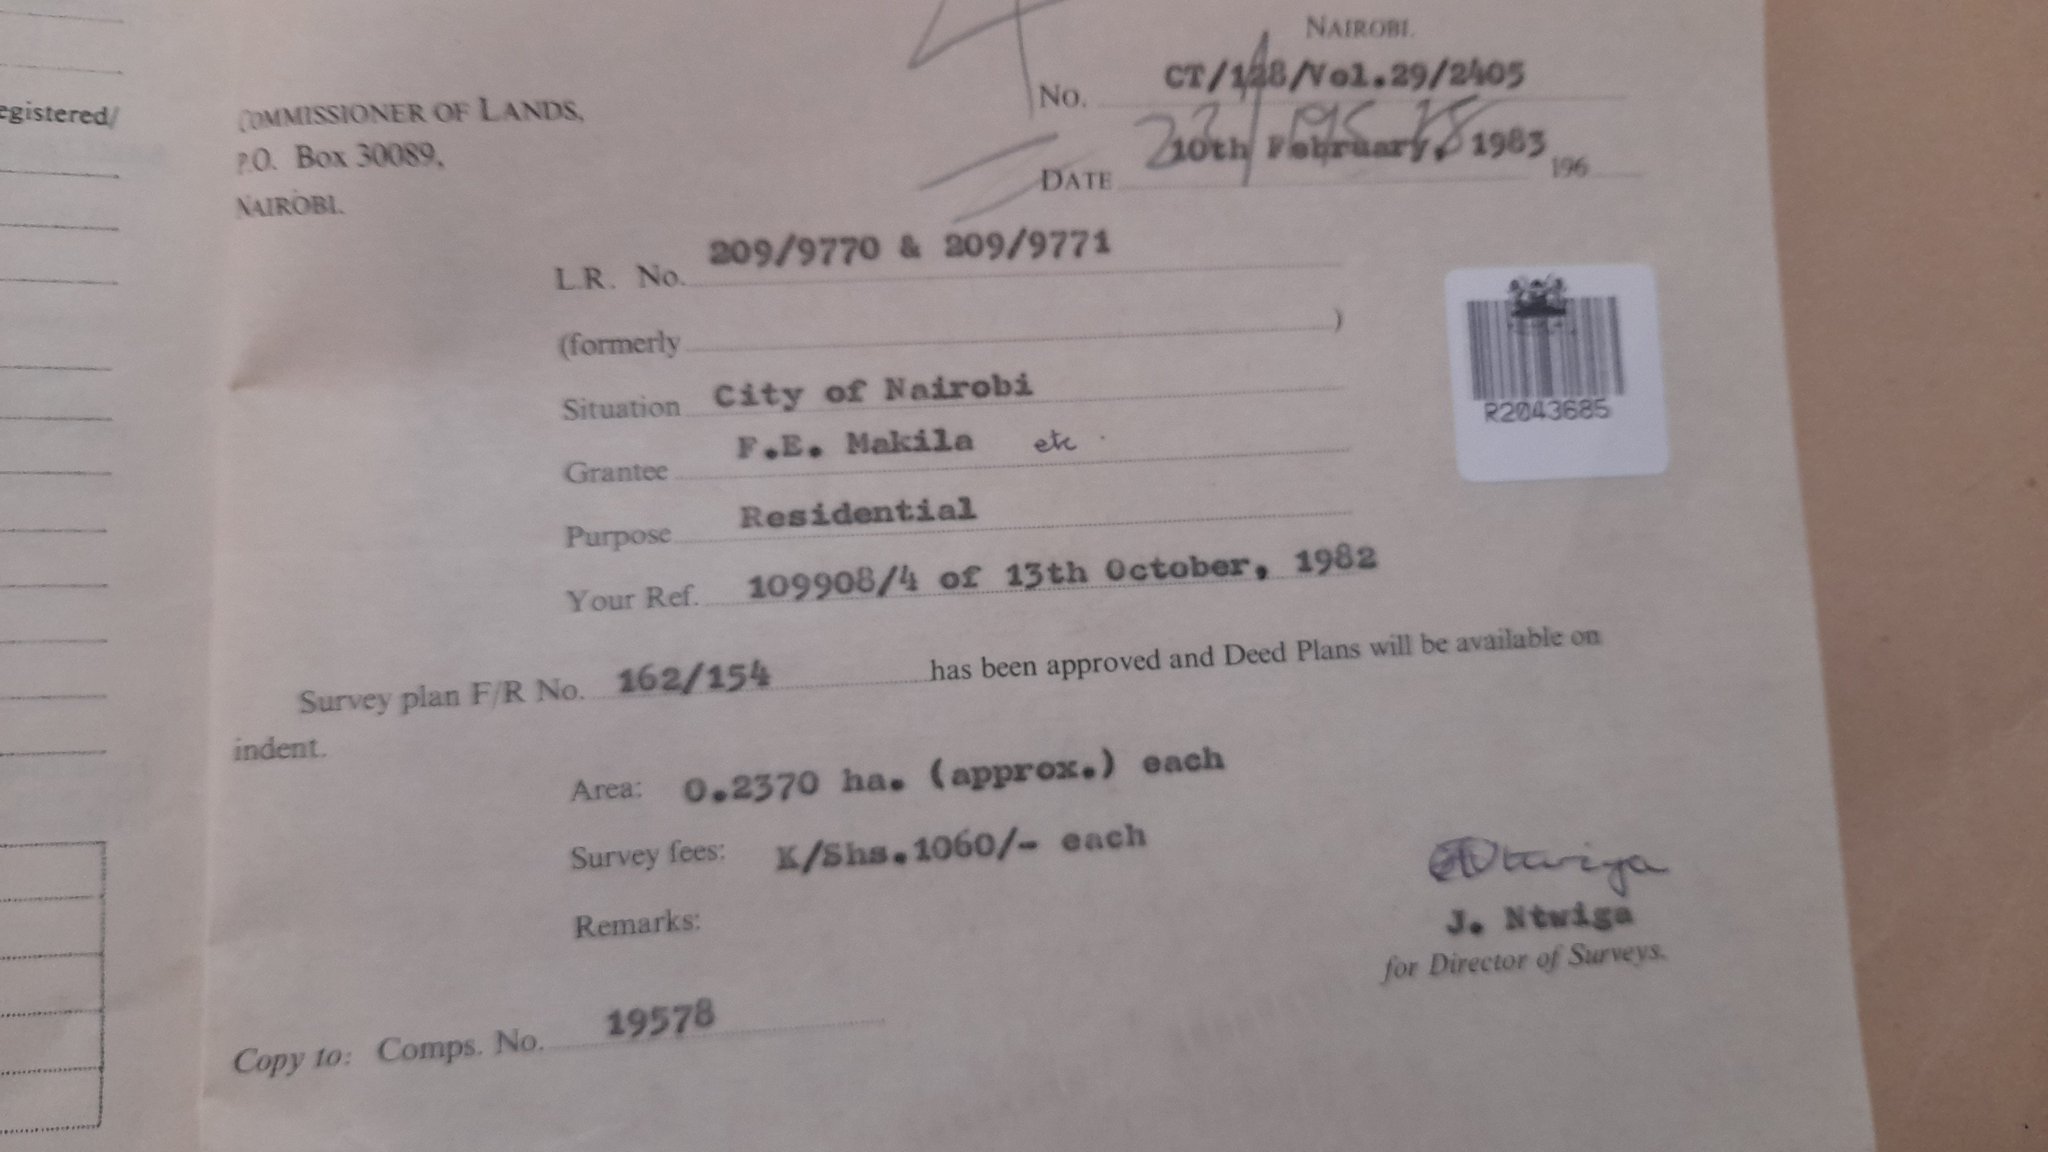 NAIROBI.
No. CT/128/Vol.29/2405
COMMISSIONER OF LANDS,
P.O. Box 30089,
NAIROBI.
DATE 10th February, 1983 196
egistered/
L.R. No. 209/9770 & 209/9771
(formerly )
Situation City of Nairobi
Grantee F.E. Makila etc
Purpose Residential
Your Ref. 109908/4 of 13th October, 1982
R2043685
Survey plan F/R No. 162/154 has been approved and Deed Plans will be available on
indent.
Area: 0.2370 ha. (approx.) each
Survey fees: K/Shs.1060/- each
Remarks:
J. Ntwiga
for Director of Surveys.
Copy to: Comps. No. 19578